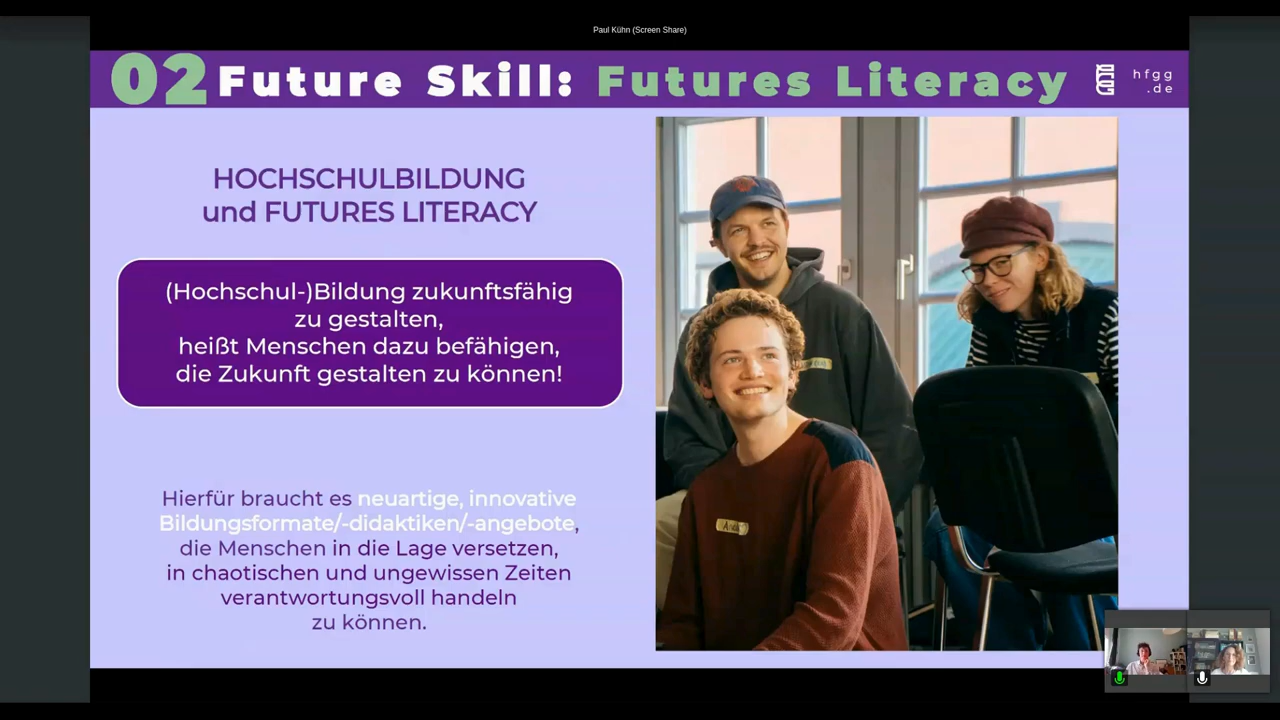 Paul Kühn (Screen Share)
02 Future Skill: Futures Literacy
hfgg
.de
HOCHSCHULBILDUNG
und FUTURES LITERACY
(Hochschul-)Bildung zukunftsfähig
zu gestalten,
heißt Menschen dazu befähigen,
die Zukunft gestalten zu können!
Hierfür braucht es neuartige, innovative
Bildungsformate/-didaktiken/-angebote,
die Menschen in die Lage versetzen,
in chaotischen und ungewissen Zeiten
verantwortungsvoll handeln
zu können.